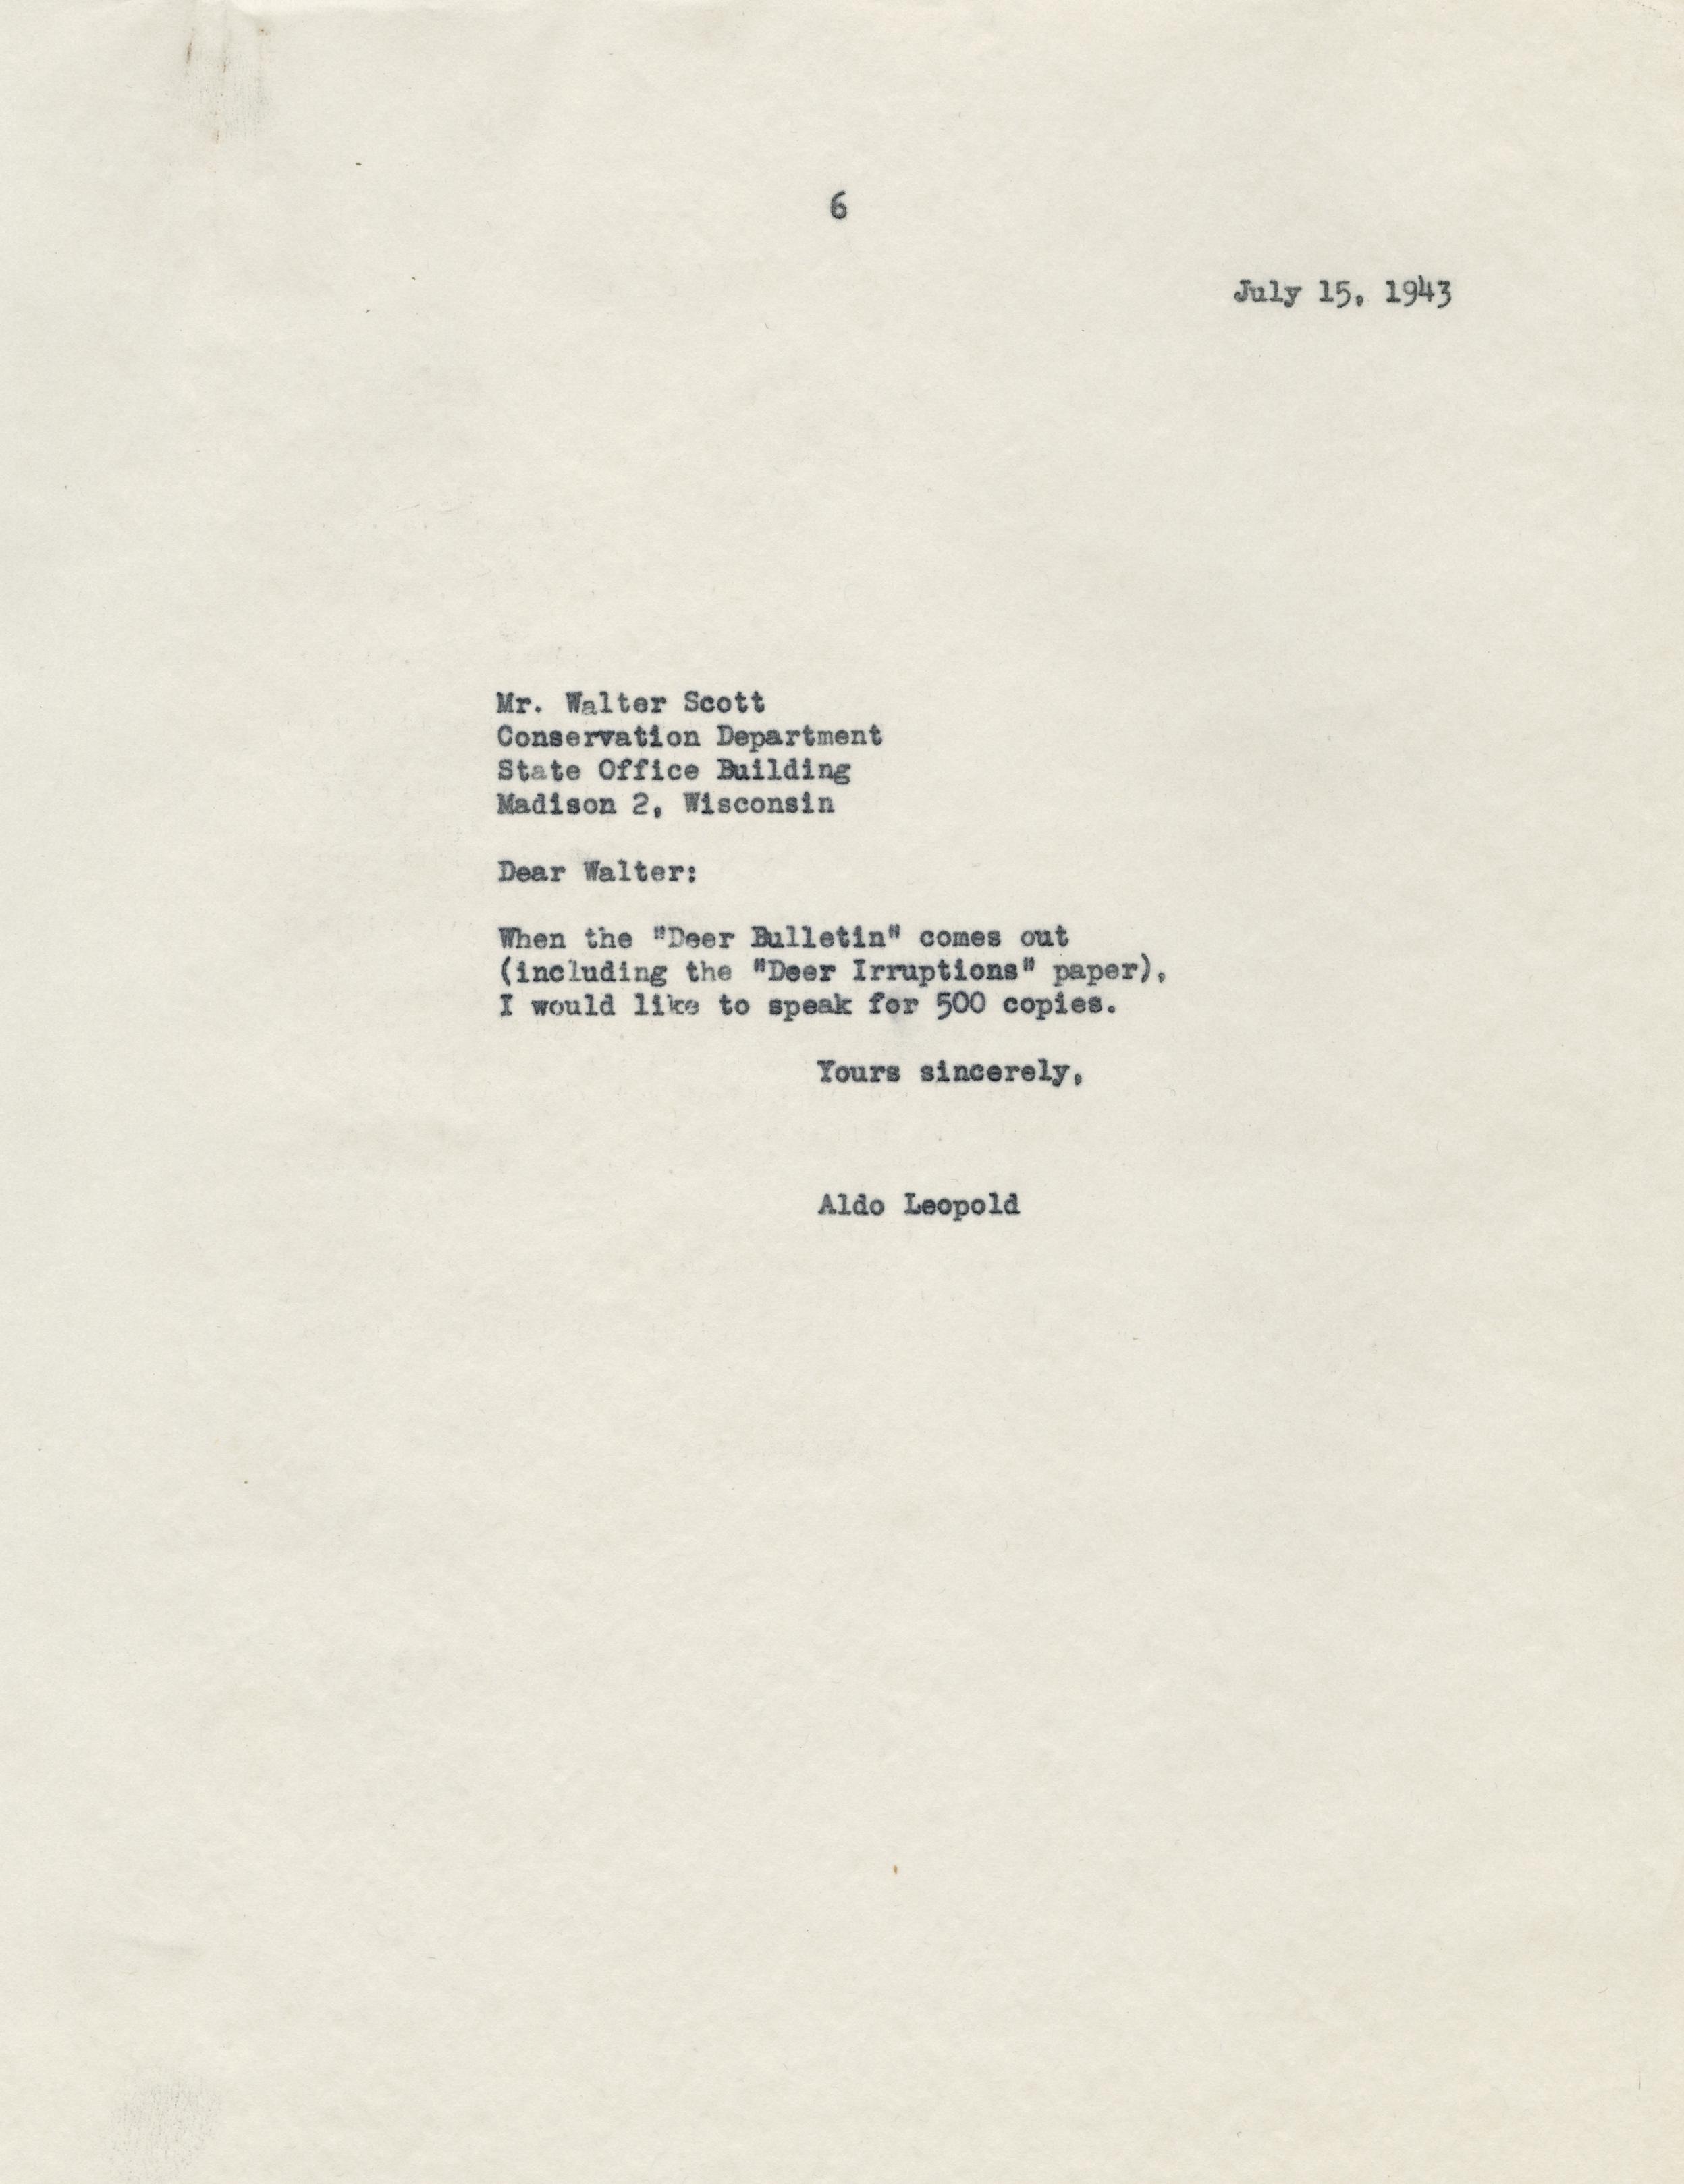 6
July 15, 1943
Mr. Walter Scott
Conservation Department
State Office Building
Madison 2, Wisconsin
Dear Walter:
When the "Deer Bulletin" comes out
(including the "Deer Irruptions" paper),
I would like to speak for 500 copies.
Yours sincerely,
Aldo Leopold